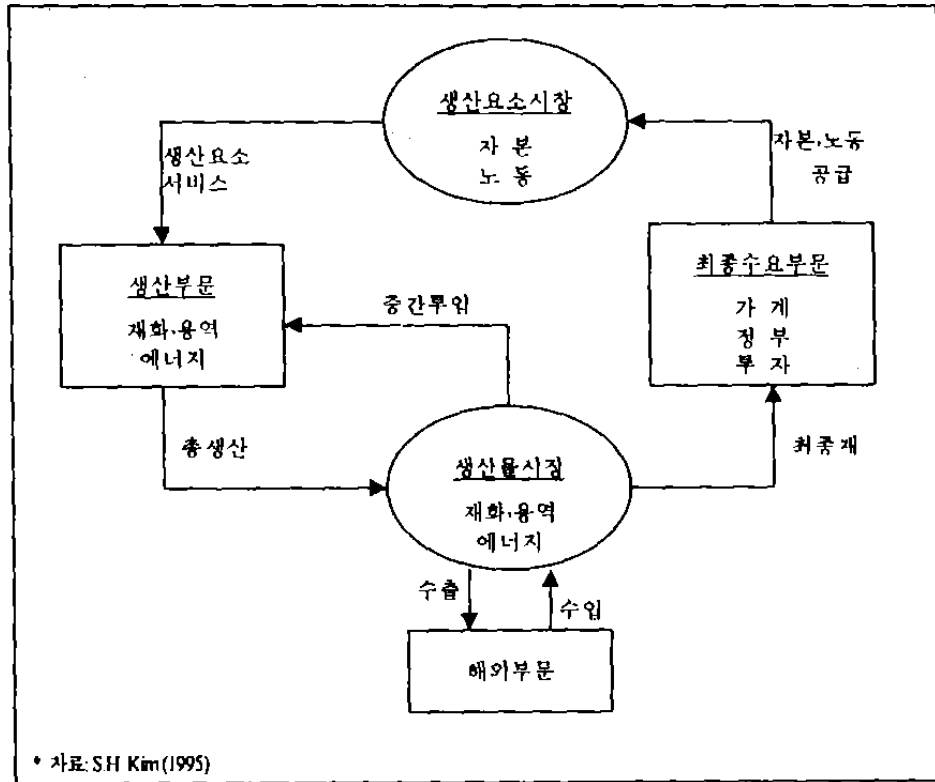 생산요소시장
자 본
노 동
생산요소
서비스
자본·노동
공급
생산부문
재화·용역
에너지
최종수요부문
가 계
정 부
투 자
중간투입
총생산
최종재
생산물시장
재화·용역
에너지
수출
수입
해외부문
* 자료: S.H Kim(1995)